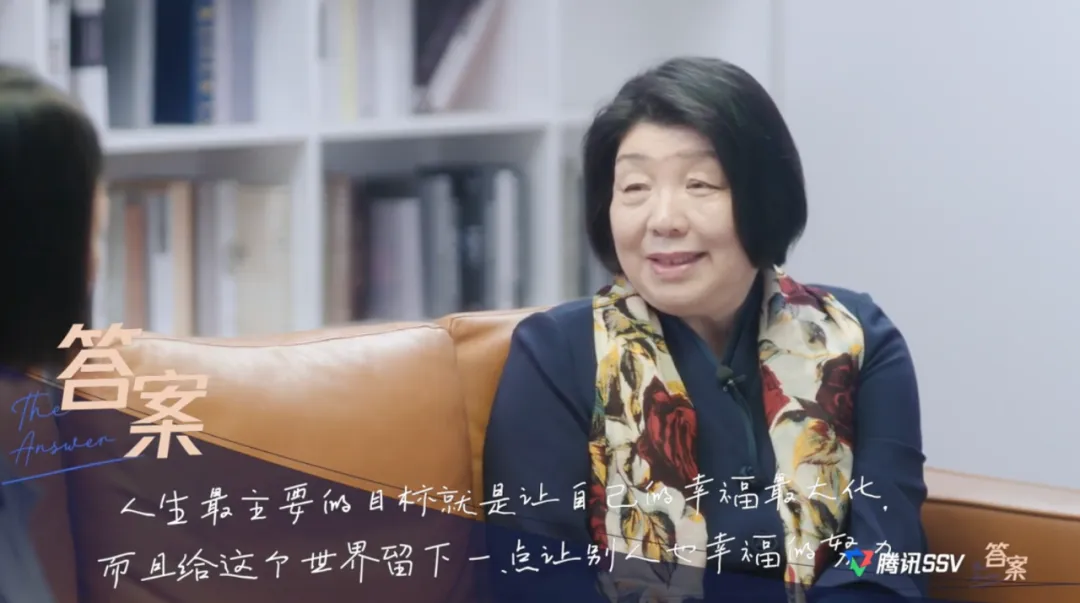 答案
The
Answer
人生最主要的目标就是让自己的幸福最大化,
而且给这个世界留下一点让别人也幸福的努力
腾讯SSV
答案